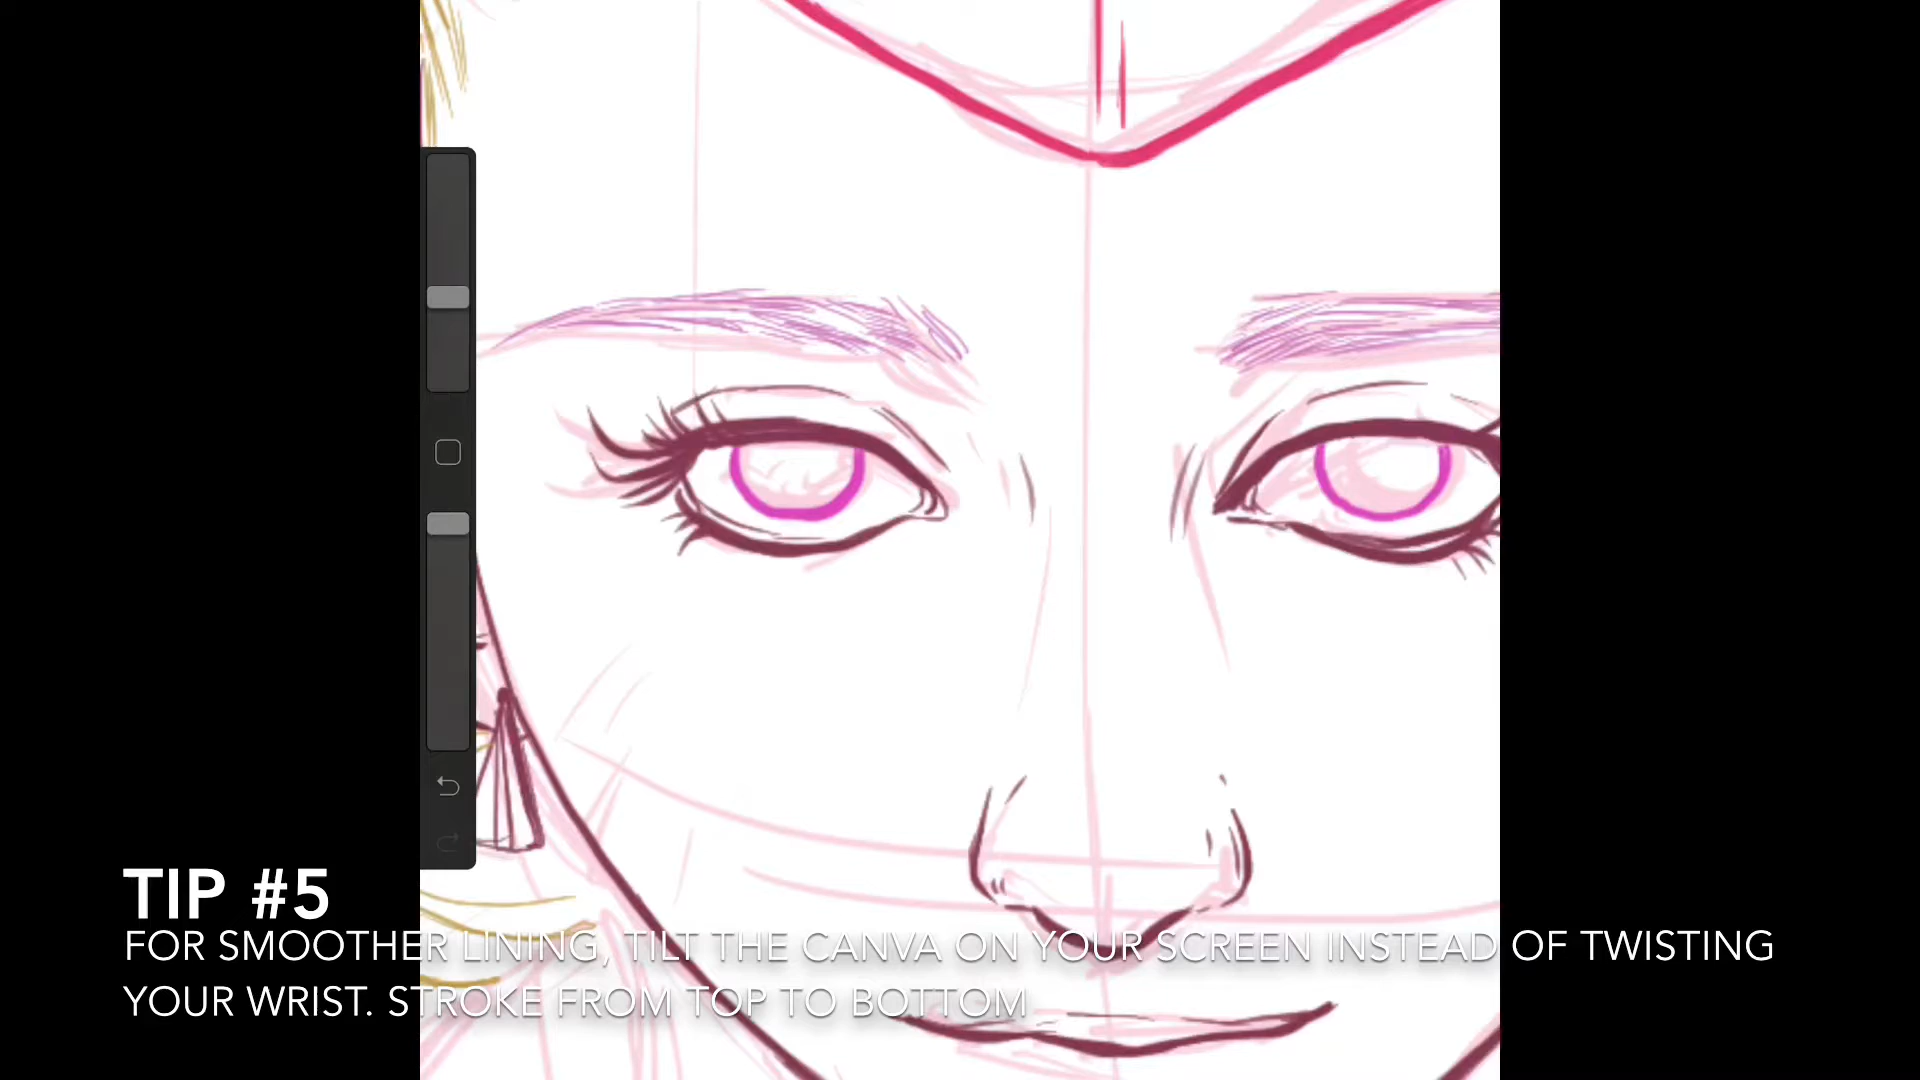 TIP #5
FOR SMOOTHER LINING, TILT THE CANVA ON YOUR SCREEN INSTEAD OF TWISTING
YOUR WRIST. STROKE FROM TOP TO BOTTOM